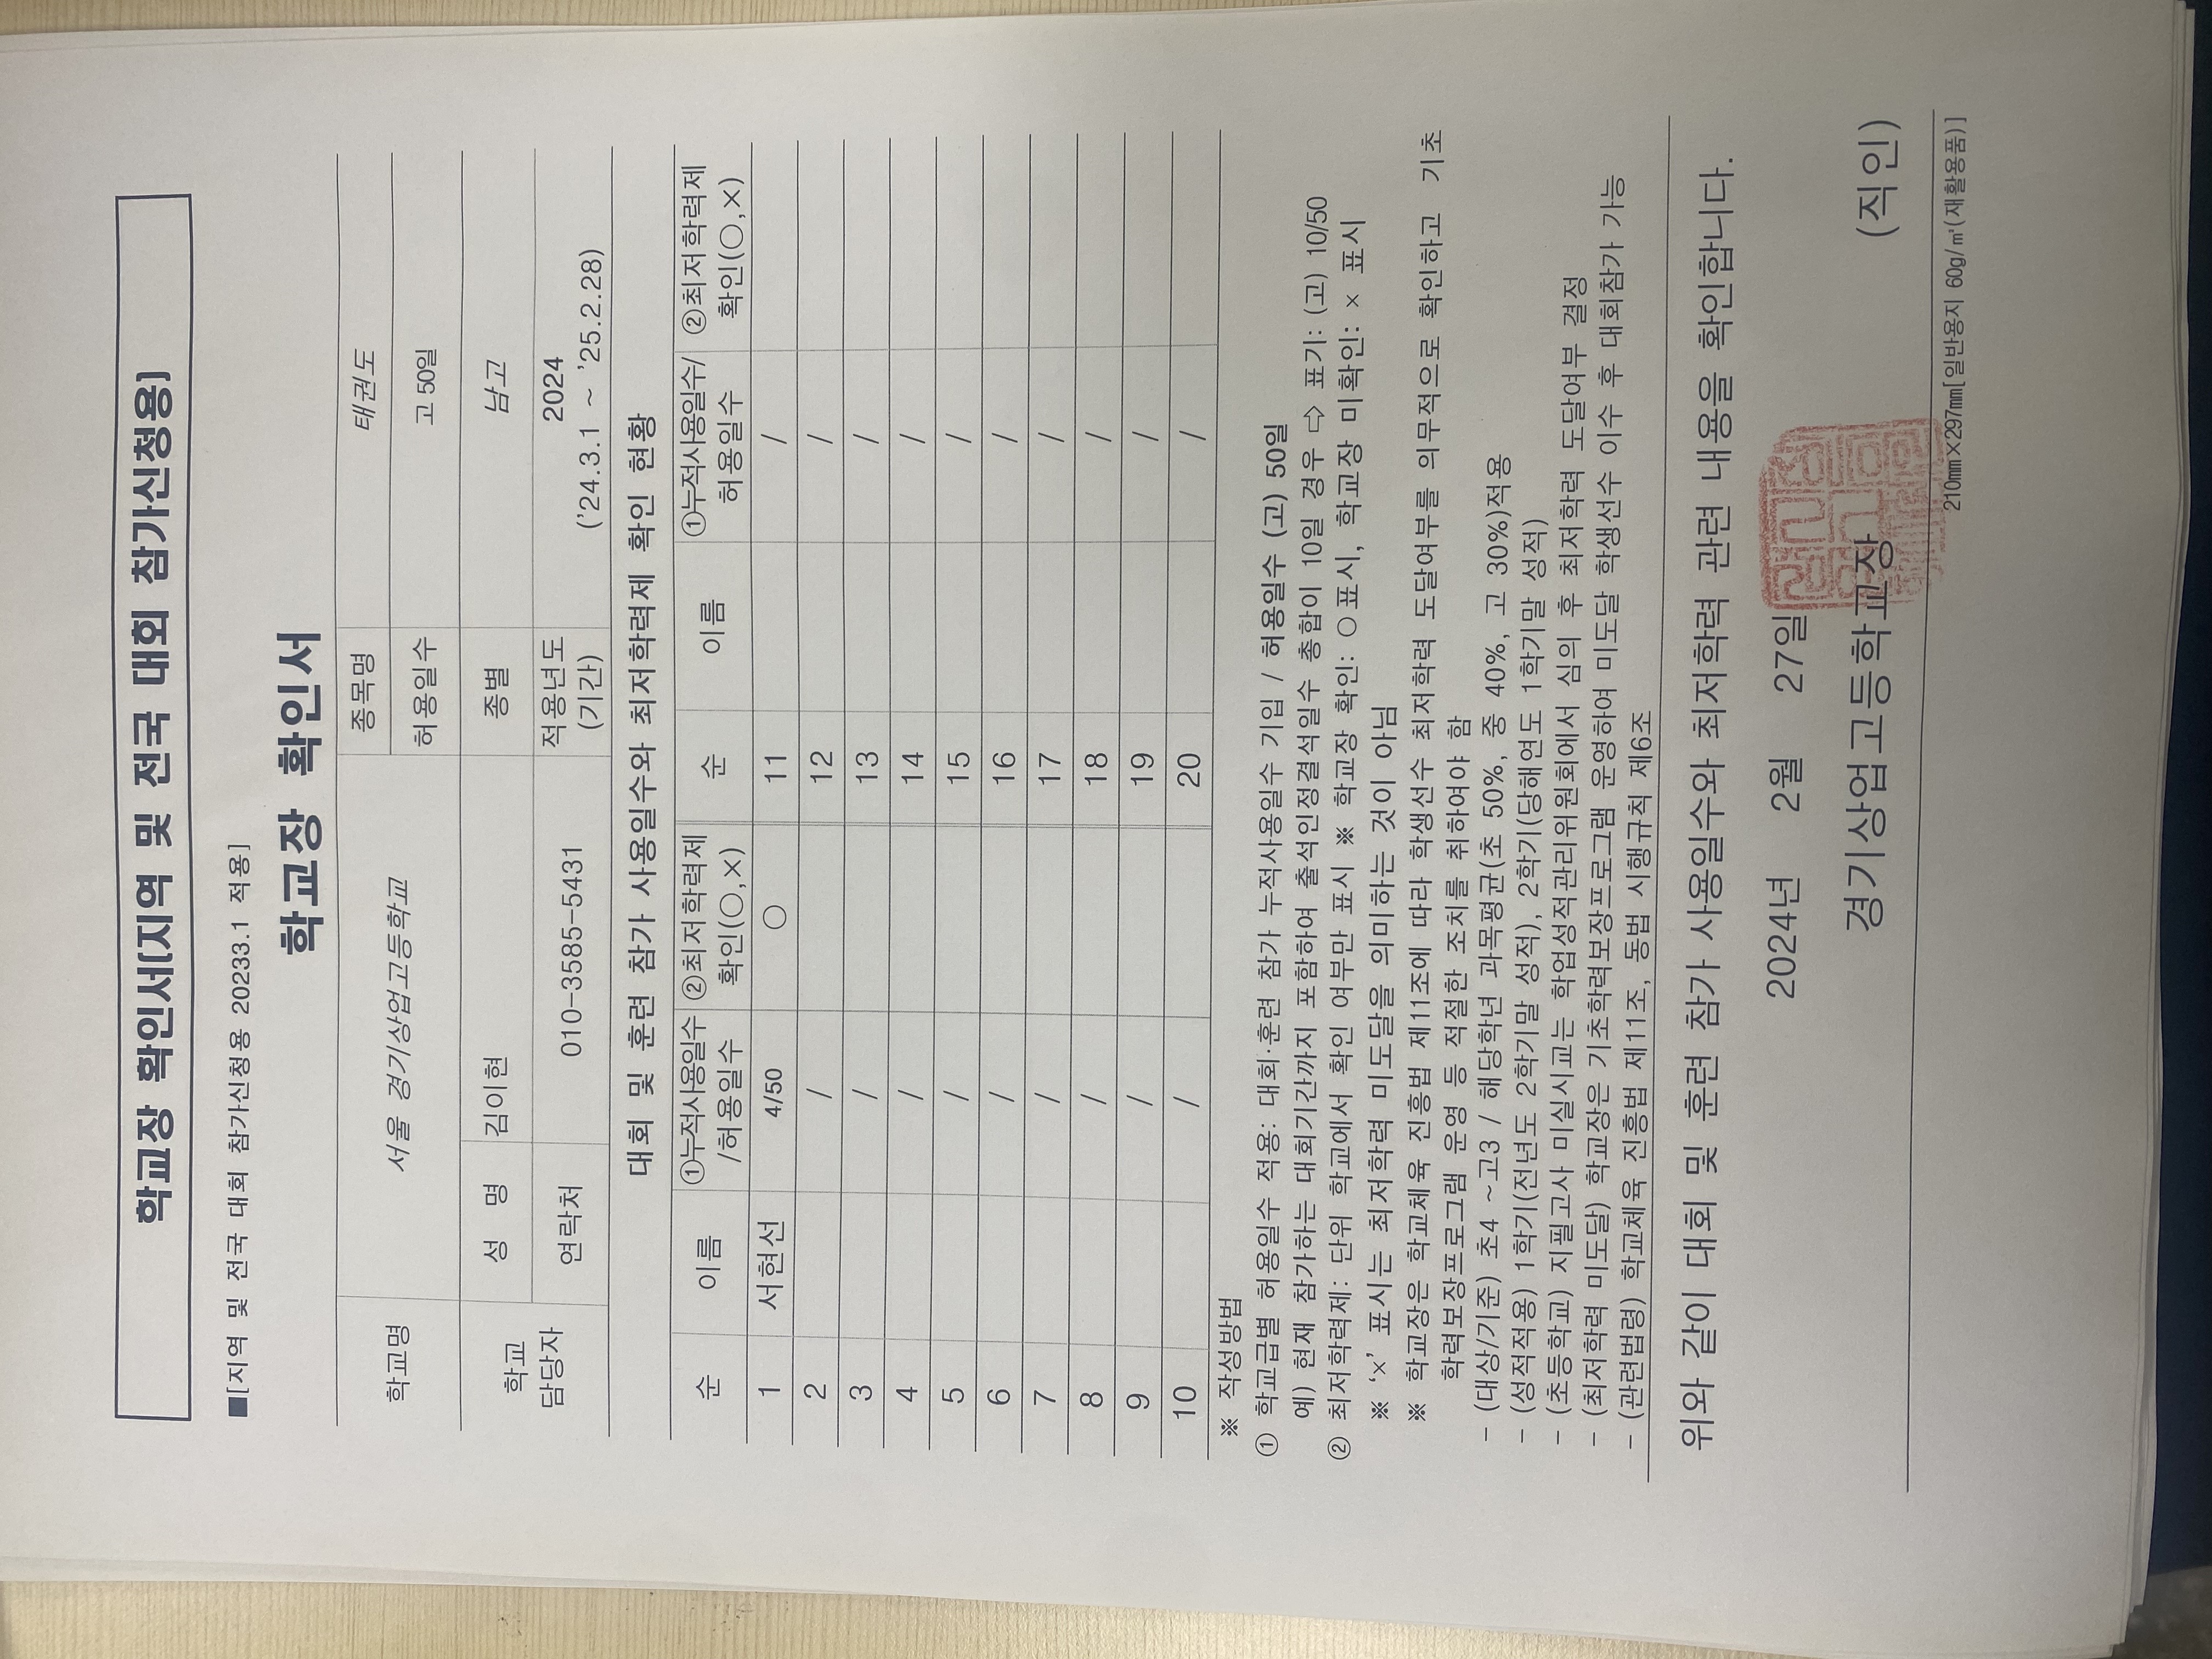 학교장 확인서(지역 및 전국 대회 참가신청용)
■[지역 및 전국 대회 참가신청용 20233.1 적용]
학교장 확인서
학교명 서울 경기상업고등학교 종목명 태권도
허용일수 고 50일
학교 담당자 성 명 김이현 종별 남고
연락처 010-3585-5431 적용년도 (기간) 2024
('24.3.1 ~ '25.2.28)
대회 및 훈련 참가 사용일수와 최저학력제 확인 현황
순 이름 ①누적사용일수 /허용일수 ②최저학력제 확인(○,×) 순 이름 ①누적사용일수/ 허용일수 ②최저학력제 확인(○,×)
1 서현선 4/50 ○ 11 /
2 / 12 /
3 / 13 /
4 / 14 /
5 / 15 /
6 / 16 /
7 / 17 /
8 / 18 /
9 / 19 /
10 / 20 /
※ 작성방법
① 학교급별 허용일수 적용: 대회·훈련 참가 누적사용일수 기입 / 허용일수 (고) 50일
예) 현재 참가하는 대회기간까지 포함하여 출석인정결석일수 총합이 10일 경우 ⇨ 표기: (고) 10/50
② 최저학력제: 단위 학교에서 확인 여부만 표시 ※ 학교장 확인: ○표시, 학교장 미확인: × 표시
※ '×' 표시는 최저학력 미도달을 의미하는 것이 아님
※ 학교장은 학교체육 진흥법 제11조에 따라 학생선수 최저학력 도달여부를 의무적으로 확인하고 기초
학력보장프로그램 운영 등 적절한 조치를 취하여야 함
- (대상/기준) 초4 ~고3 / 해당학년 과목평균(초 50%, 중 40%, 고 30%)적용
- (성적적용) 1학기(전년도 2학기말 성적), 2학기(당해연도 1학기말 성적)
- (초등학교) 지필고사 미실시교는 학업성적관리위원회에서 심의 후 최저학력 도달여부 결정
- (최저학력 미도달) 학교장은 기초학력보장프로그램 운영하여 미도달 학생선수 이수 후 대회참가 가능
- (관련법령) 학교체육 진흥법 제11조, 동법 시행규칙 제6조
위와 같이 대회 및 훈련 참가 사용일수와 최저학력 관련 내용을 확인합니다.
2024년 2월 27일
경기상업고등학교장 (직인)
210㎜×297㎜[일반용지 60g/㎡(재활용품)]